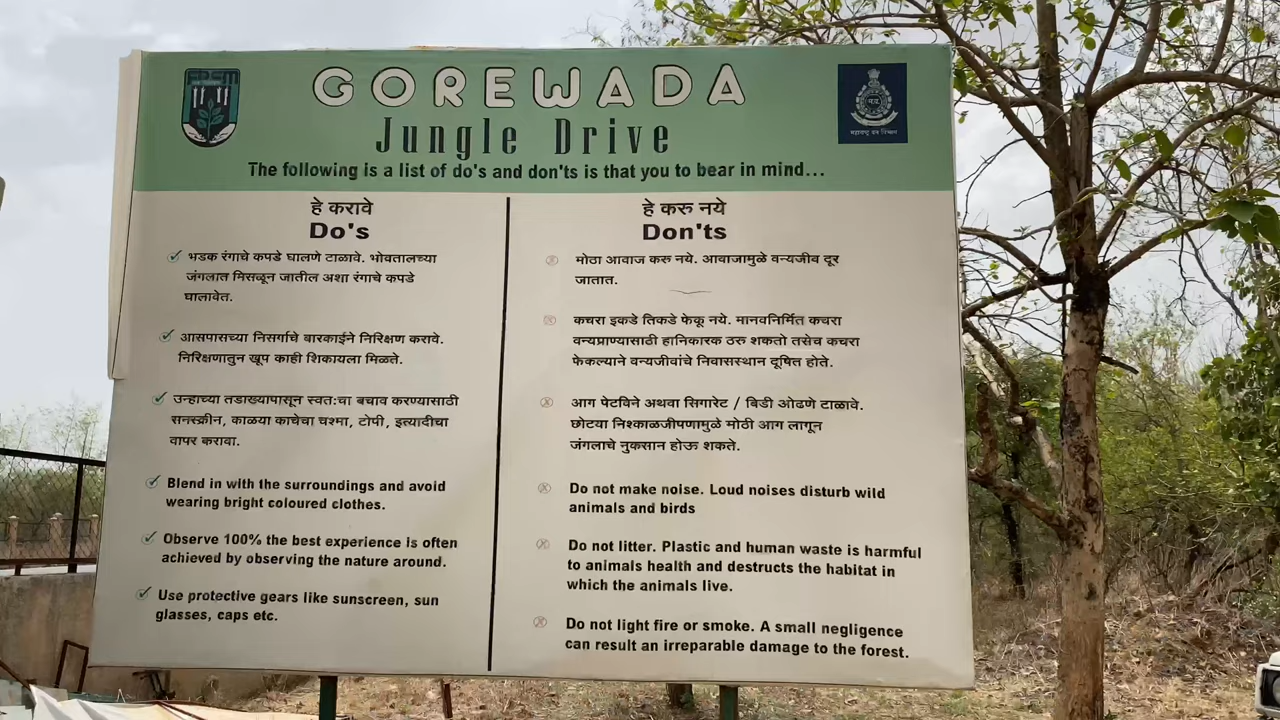 GOREWADA
Jungle Drive
The following is a list of do's and don'ts is that you to bear in mind...
महाराष्ट्र वन विभाग
हे करावे
Do's
भडक रंगाचे कपडे घालणे टाळावे. भोवतालच्या
जंगलात मिसळून जातील अशा रंगाचे कपडे
घालावेत.
आसपासच्या निसर्गाचे बारकाईने निरिक्षण करावे.
निरिक्षणातुन खूप काही शिकायला मिळते.
उन्हाच्या तडाख्यापासून स्वतःचा बचाव करण्यासाठी
सनस्क्रीन, काळया काचेचा चश्मा, टोपी, इत्यादीचा
वापर करावा.
Blend in with the surroundings and avoid
wearing bright coloured clothes.
Observe 100% the best experience is often
achieved by observing the nature around.
Use protective gears like sunscreen, sun
glasses, caps etc.
हे करु नये
Don'ts
मोठा आवाज करु नये. आवाजामुळे वन्यजीव दूर
जातात.
कचरा इकडे तिकडे फेकू नये. मानवनिर्मित कचरा
वन्यप्राण्यासाठी हानिकारक ठरु शकतो तसेच कचरा
फेकल्याने वन्यजीवांचे निवासस्थान दूषित होते.
आग पेटविने अथवा सिगारेट / बिडी ओढणे टाळावे.
छोटया निश्काळजीपणामुळे मोठी आग लागून
जंगलाचे नुकसान होऊ शकते.
Do not make noise. Loud noises disturb wild
animals and birds
Do not litter. Plastic and human waste is harmful
to animals health and destructs the habitat in
which the animals live.
Do not light fire or smoke. A small negligence
can result an irreparable damage to the forest.